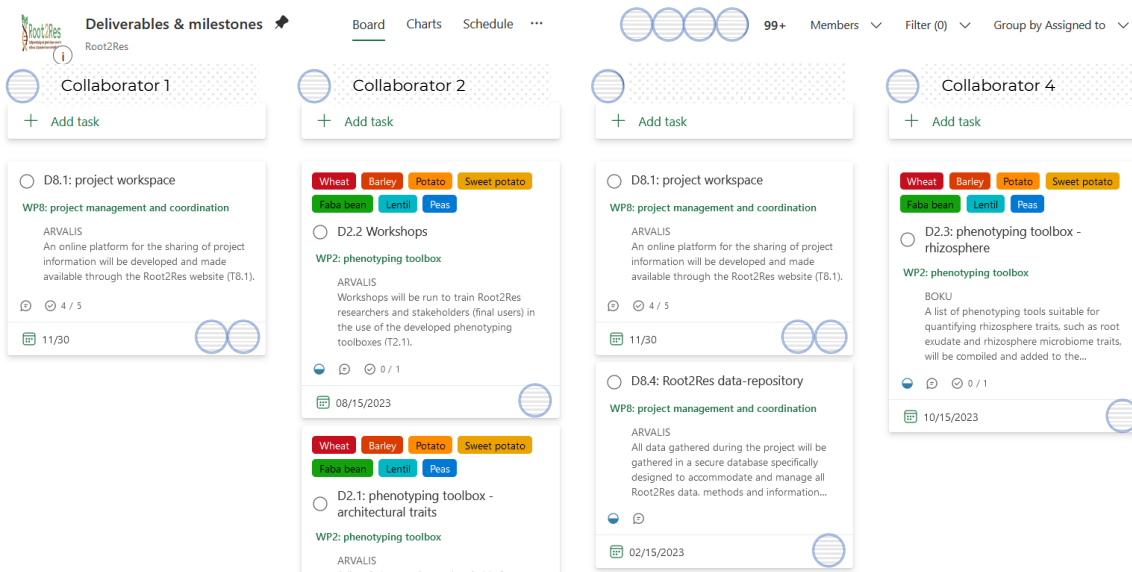 Root2Res
Deliverables & milestones
Root2Res
Board
Charts
Schedule
99+
Members
Filter (0)
Group by Assigned to
Collaborator 1
Add task
D8.1: project workspace
WP8: project management and coordination
ARVALIS
An online platform for the sharing of project
information will be developed and made
available through the Root2Res website (T8.1).
4 / 5
11/30
Collaborator 2
Add task
Wheat Barley Potato Sweet potato
Faba bean Lentil Peas
D2.2 Workshops
WP2: phenotyping toolbox
ARVALIS
Workshops will be run to train Root2Res
researchers and stakeholders (final users) in
the use of the developed phenotyping
toolboxes (T2.1).
0 / 1
08/15/2023
Wheat Barley Potato Sweet potato
Faba bean Lentil Peas
D2.1: phenotyping toolbox -
architectural traits
WP2: phenotyping toolbox
ARVALIS
Add task
D8.1: project workspace
WP8: project management and coordination
ARVALIS
An online platform for the sharing of project
information will be developed and made
available through the Root2Res website (T8.1).
4 / 5
11/30
D8.4: Root2Res data-repository
WP8: project management and coordination
ARVALIS
All data gathered during the project will be
gathered in a secure database specifically
designed to accommodate and manage all
Root2Res data. methods and information...
02/15/2023
Collaborator 4
Add task
Wheat Barley Potato Sweet potato
Faba bean Lentil Peas
D2.3: phenotyping toolbox -
rhizosphere
WP2: phenotyping toolbox
BOKU
A list of phenotyping tools suitable for
quantifying rhizosphere traits, such as root
exudate and rhizosphere microbiome traits,
will be compiled and added to the...
0 / 1
10/15/2023